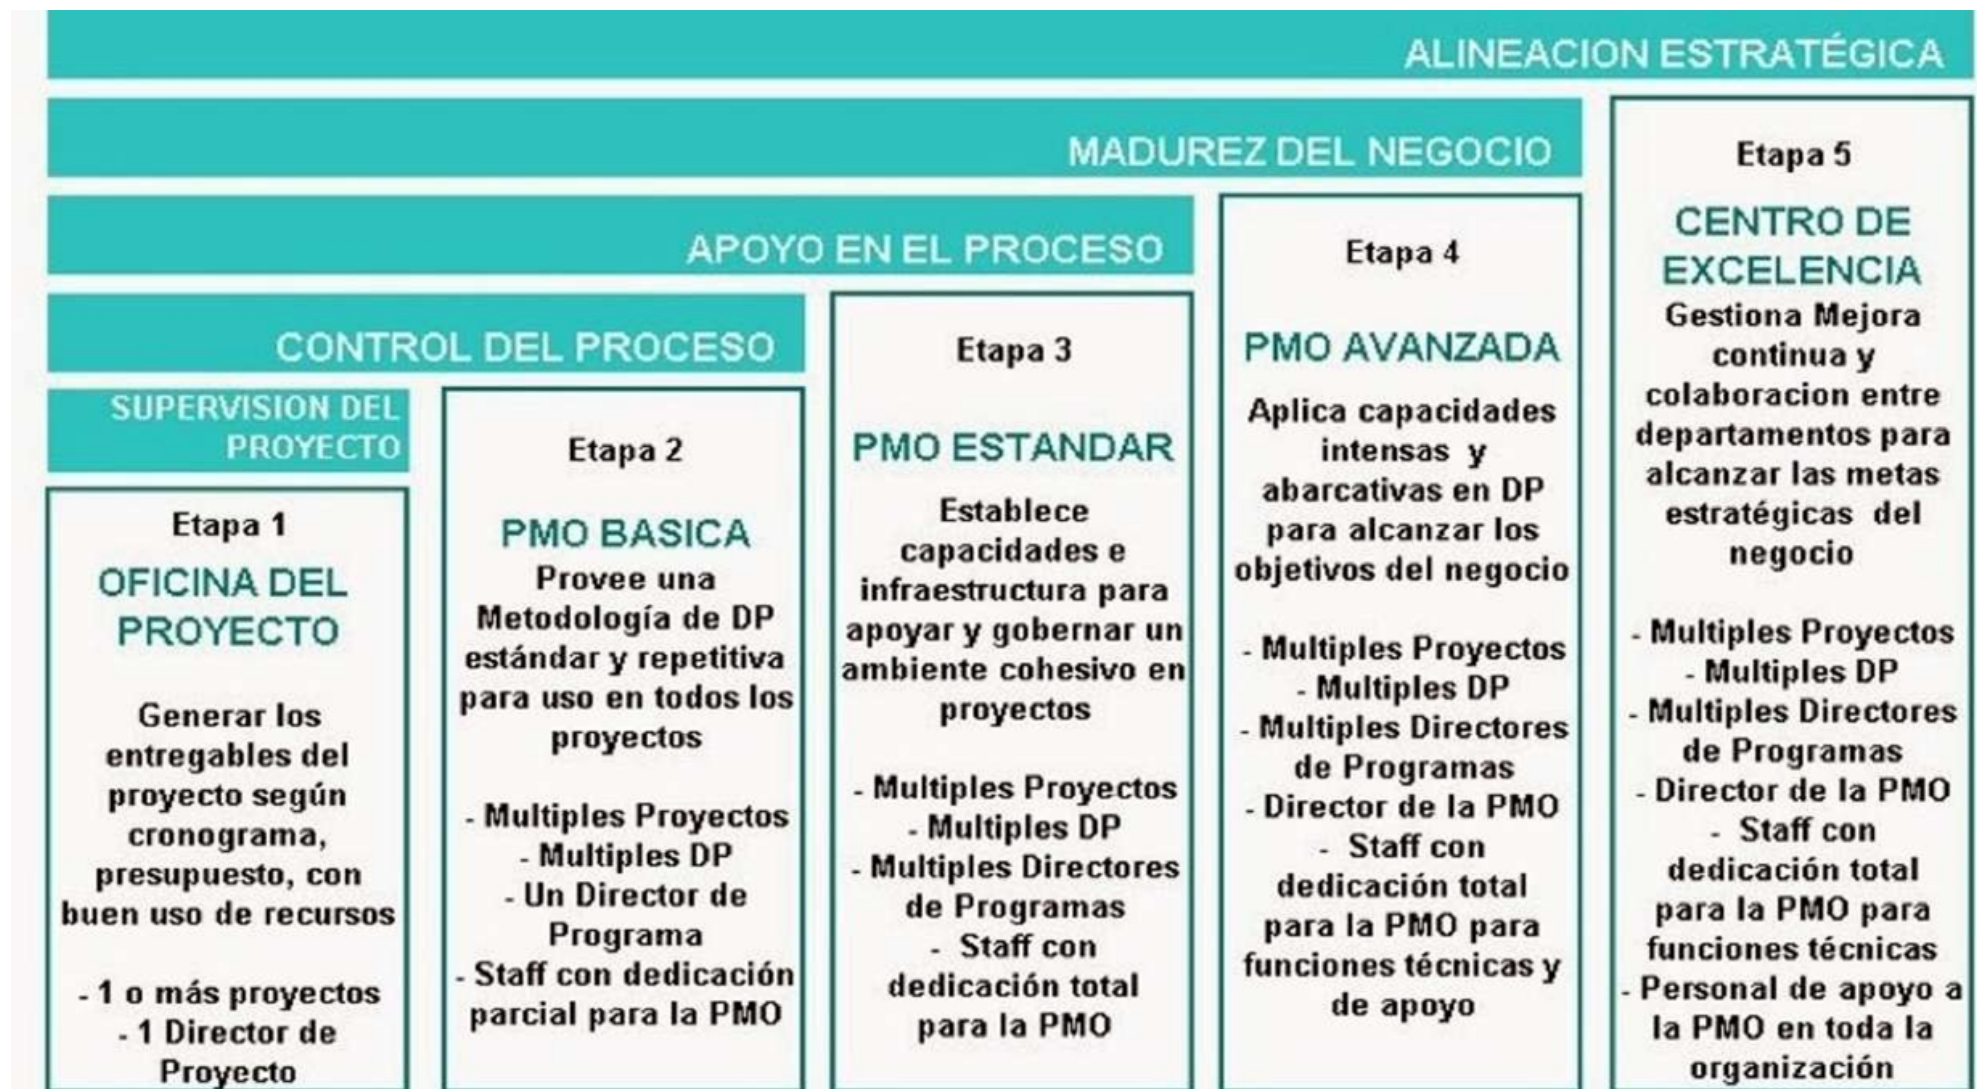 ALINEACION ESTRATÉGICA
MADUREZ DEL NEGOCIO
APOYO EN EL PROCESO
CONTROL DEL PROCESO
SUPERVISION DEL
PROYECTO
Etapa 1
OFICINA DEL
PROYECTO
Generar los
entregables del
proyecto según
cronograma,
presupuesto, con
buen uso de recursos
- 1 o más proyectos
- 1 Director de
Proyecto
Etapa 2
PMO BASICA
Provee una
Metodología de DP
estándar y repetitiva
para uso en todos los
proyectos
- Multiples Proyectos
- Multiples DP
- Un Director de
Programa
- Staff con dedicación
parcial para la PMO
Etapa 3
PMO ESTANDAR
Establece
capacidades e
infraestructura para
apoyar y gobernar un
ambiente cohesivo en
proyectos
- Multiples Proyectos
- Multiples DP
- Multiples Directores
de Programas
- Staff con
dedicación total
para la PMO
Etapa 4
PMO AVANZADA
Aplica capacidades
intensas y
abarcativas en DP
para alcanzar los
objetivos del negocio
- Multiples Proyectos
- Multiples DP
- Multiples Directores
de Programas
- Director de la PMO
- Staff con
dedicación total
para la PMO para
funciones técnicas y
de apoyo
Etapa 5
CENTRO DE
EXCELENCIA
Gestiona Mejora
continua y
colaboracion entre
departamentos para
alcanzar las metas
estratégicas del
negocio
- Multiples Proyectos
- Multiples DP
- Multiples Directores
de Programas
- Director de la PMO
- Staff con
dedicación total
para la PMO para
funciones técnicas
- Personal de apoyo a
la PMO en toda la
organización